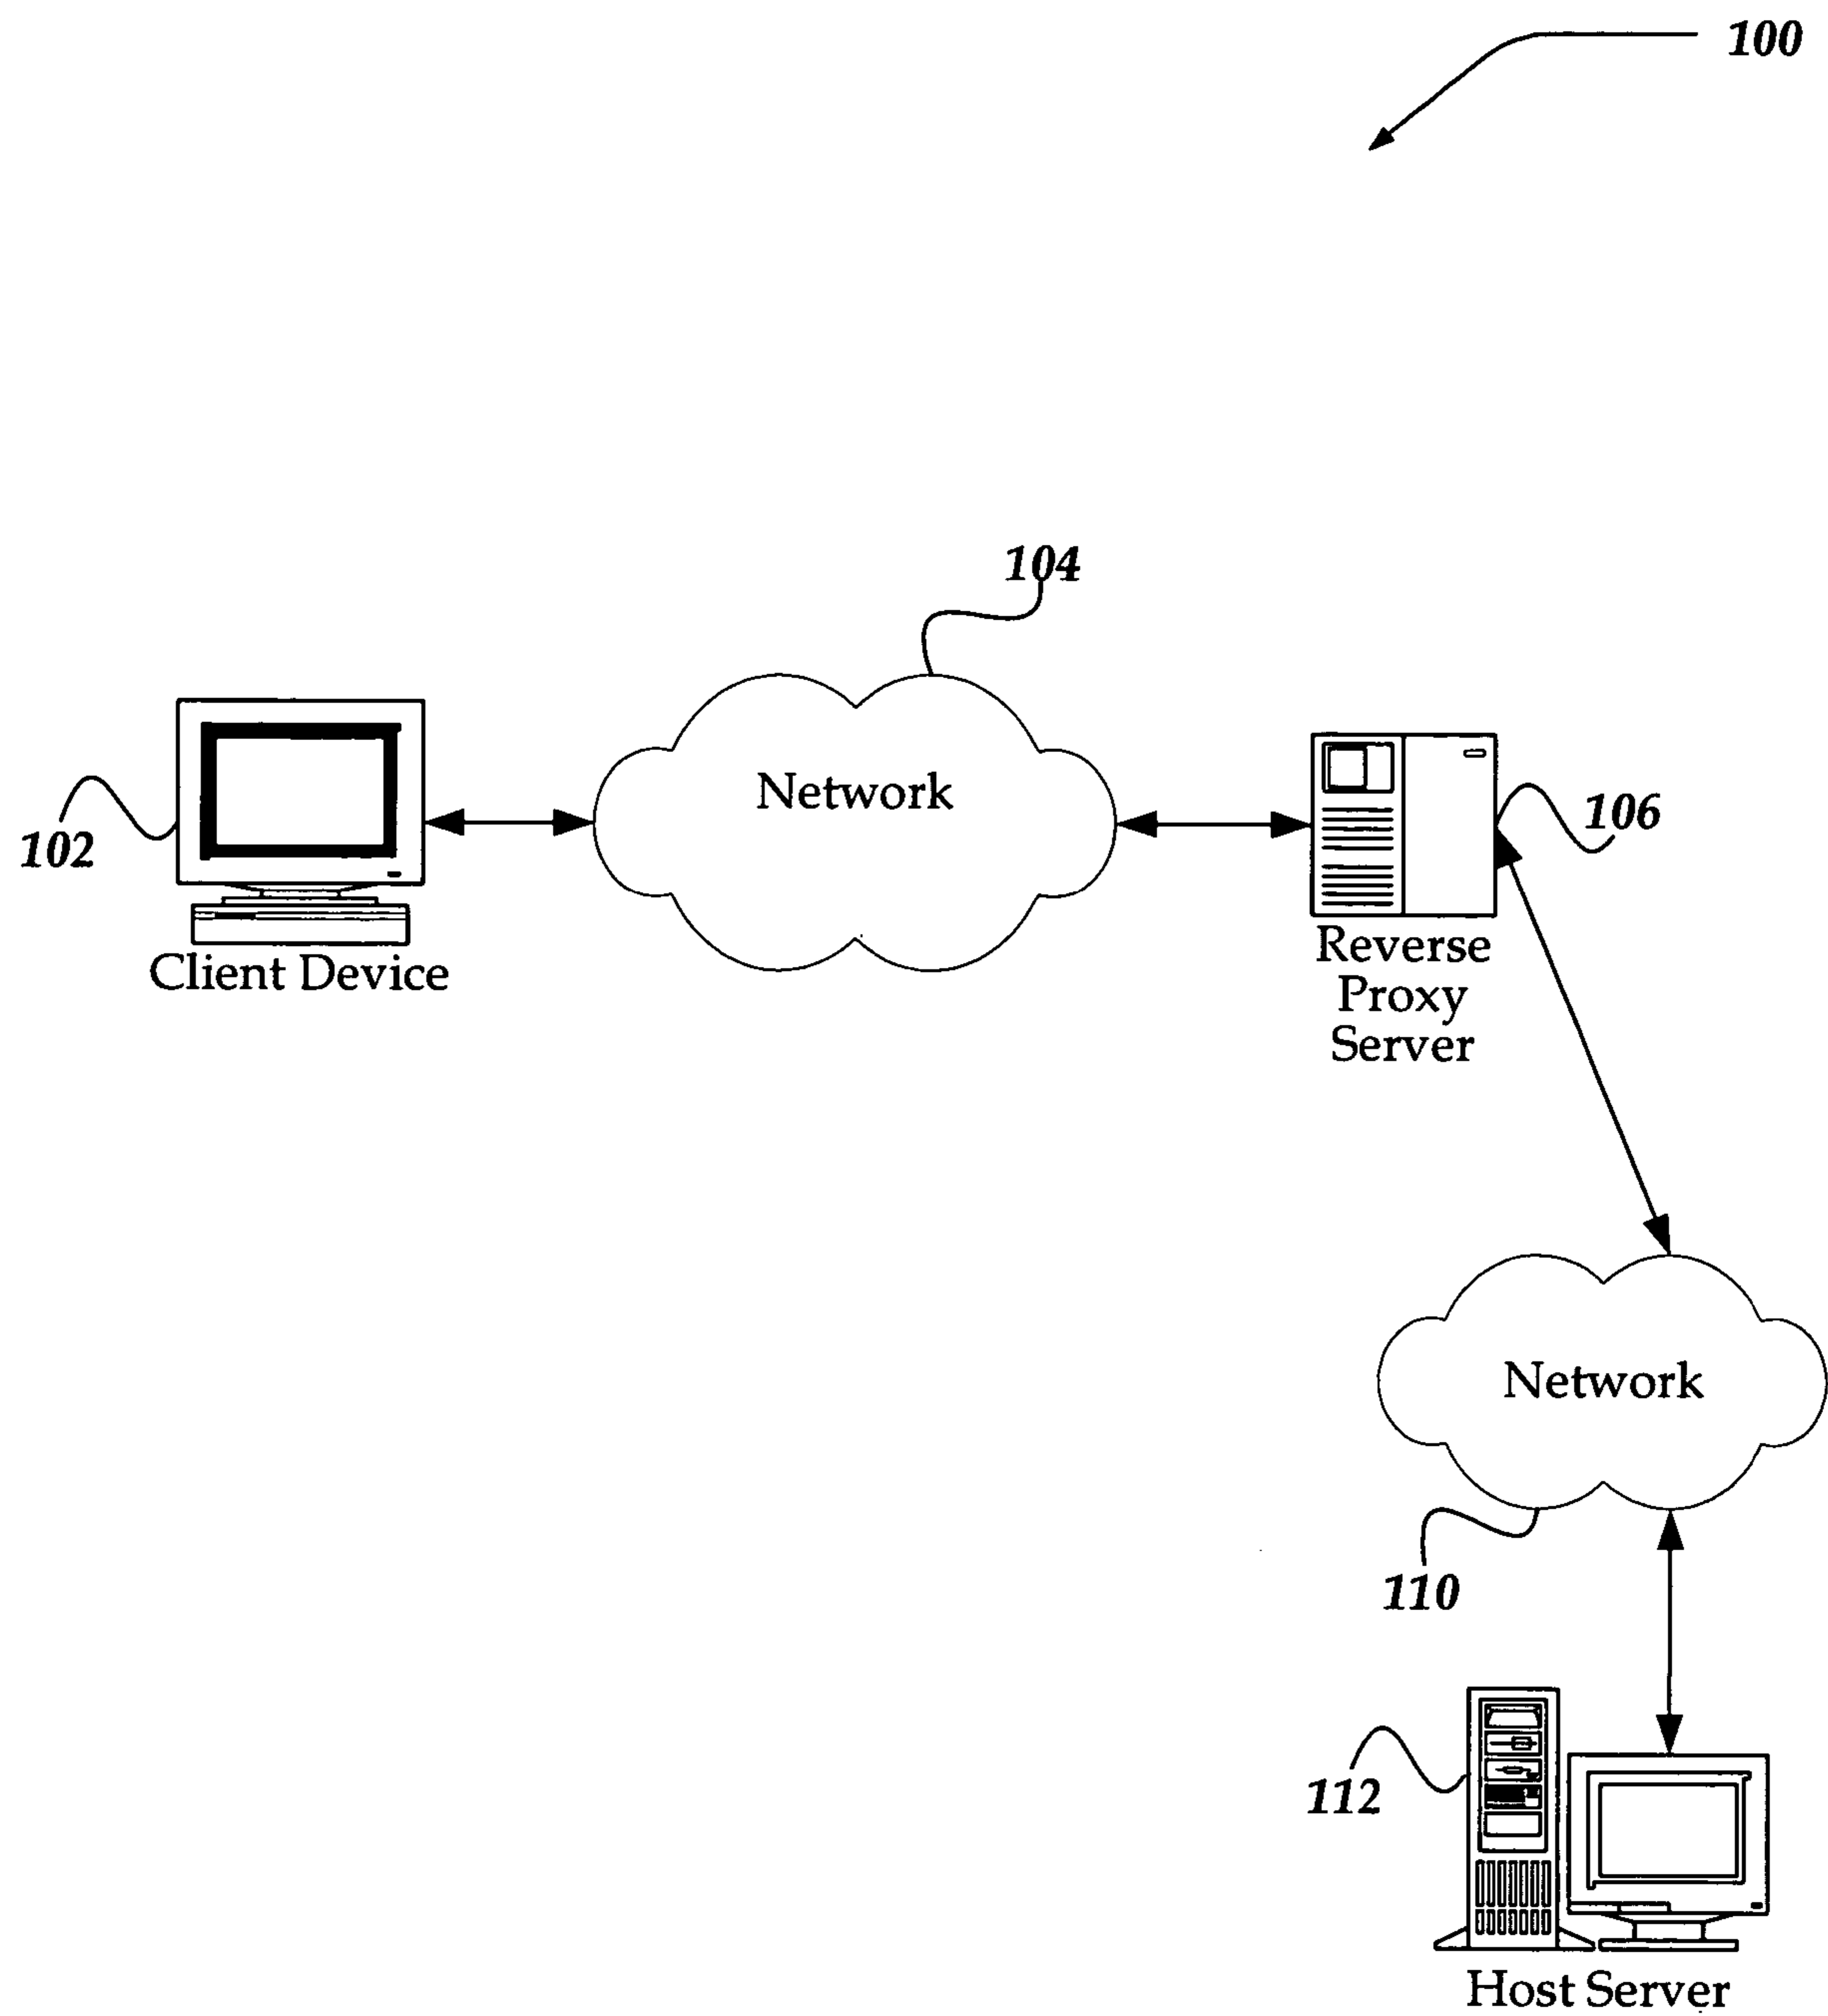 100
104
Network
102
106
Client Device
Reverse
Proxy
Server
Network
110
112
Host Server